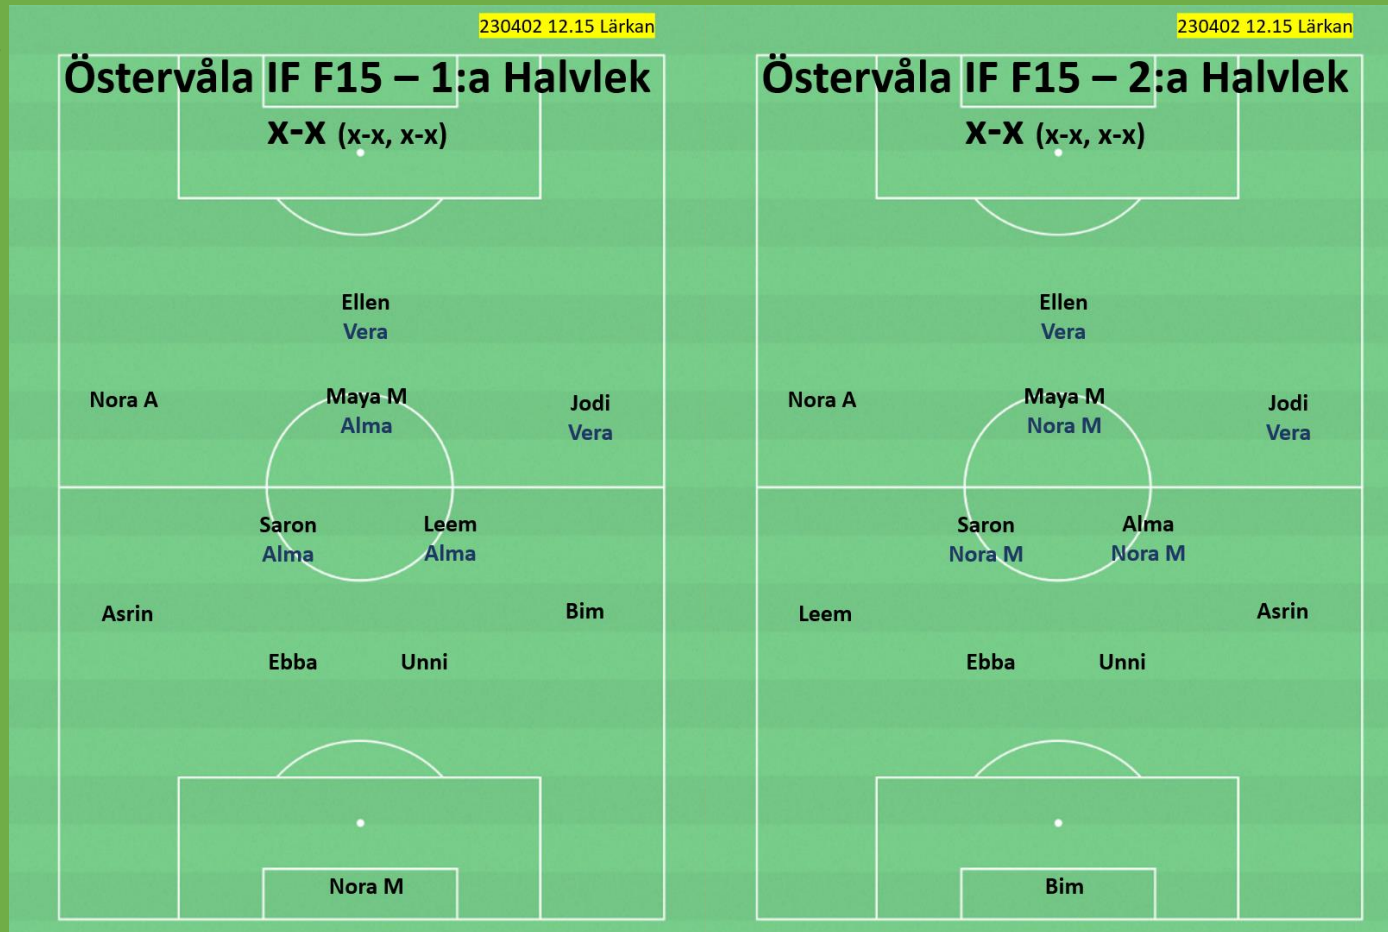 230402 12.15 Lärkan
Östervåla IF F15 – 1:a Halvlek
x-x (x-x, x-x)
Ellen
Vera
Nora A
Maya M
Alma
Jodi
Vera
Saron
Alma
Leem
Alma
Asrin
Bim
Ebba
Unni
Nora M
230402 12.15 Lärkan
Östervåla IF F15 – 2:a Halvlek
x-x (x-x, x-x)
Ellen
Vera
Nora A
Maya M
Nora M
Jodi
Vera
Saron
Nora M
Alma
Nora M
Leem
Asrin
Ebba
Unni
Bim